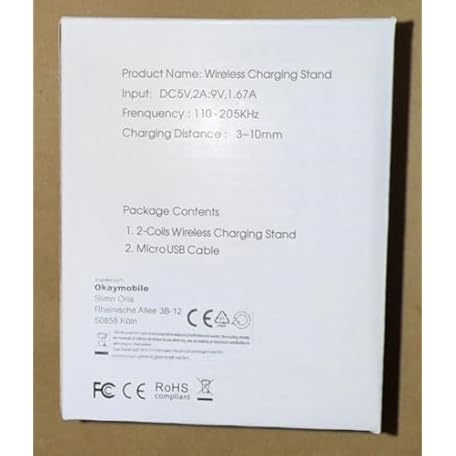 Product Name: Wireless Charging Stand
Input: DC5V,2A:9V,1.67A
Frenquency : 110-205KHz
Charging Distance : 3~10mm
Package Contents
1. 2-Coils Wireless Charging Stand
2. MicroUSB Cable
Okaymobile
Rheinische Allee 3B-12
50858 Köln
CE
FC CE RoHS
compliant